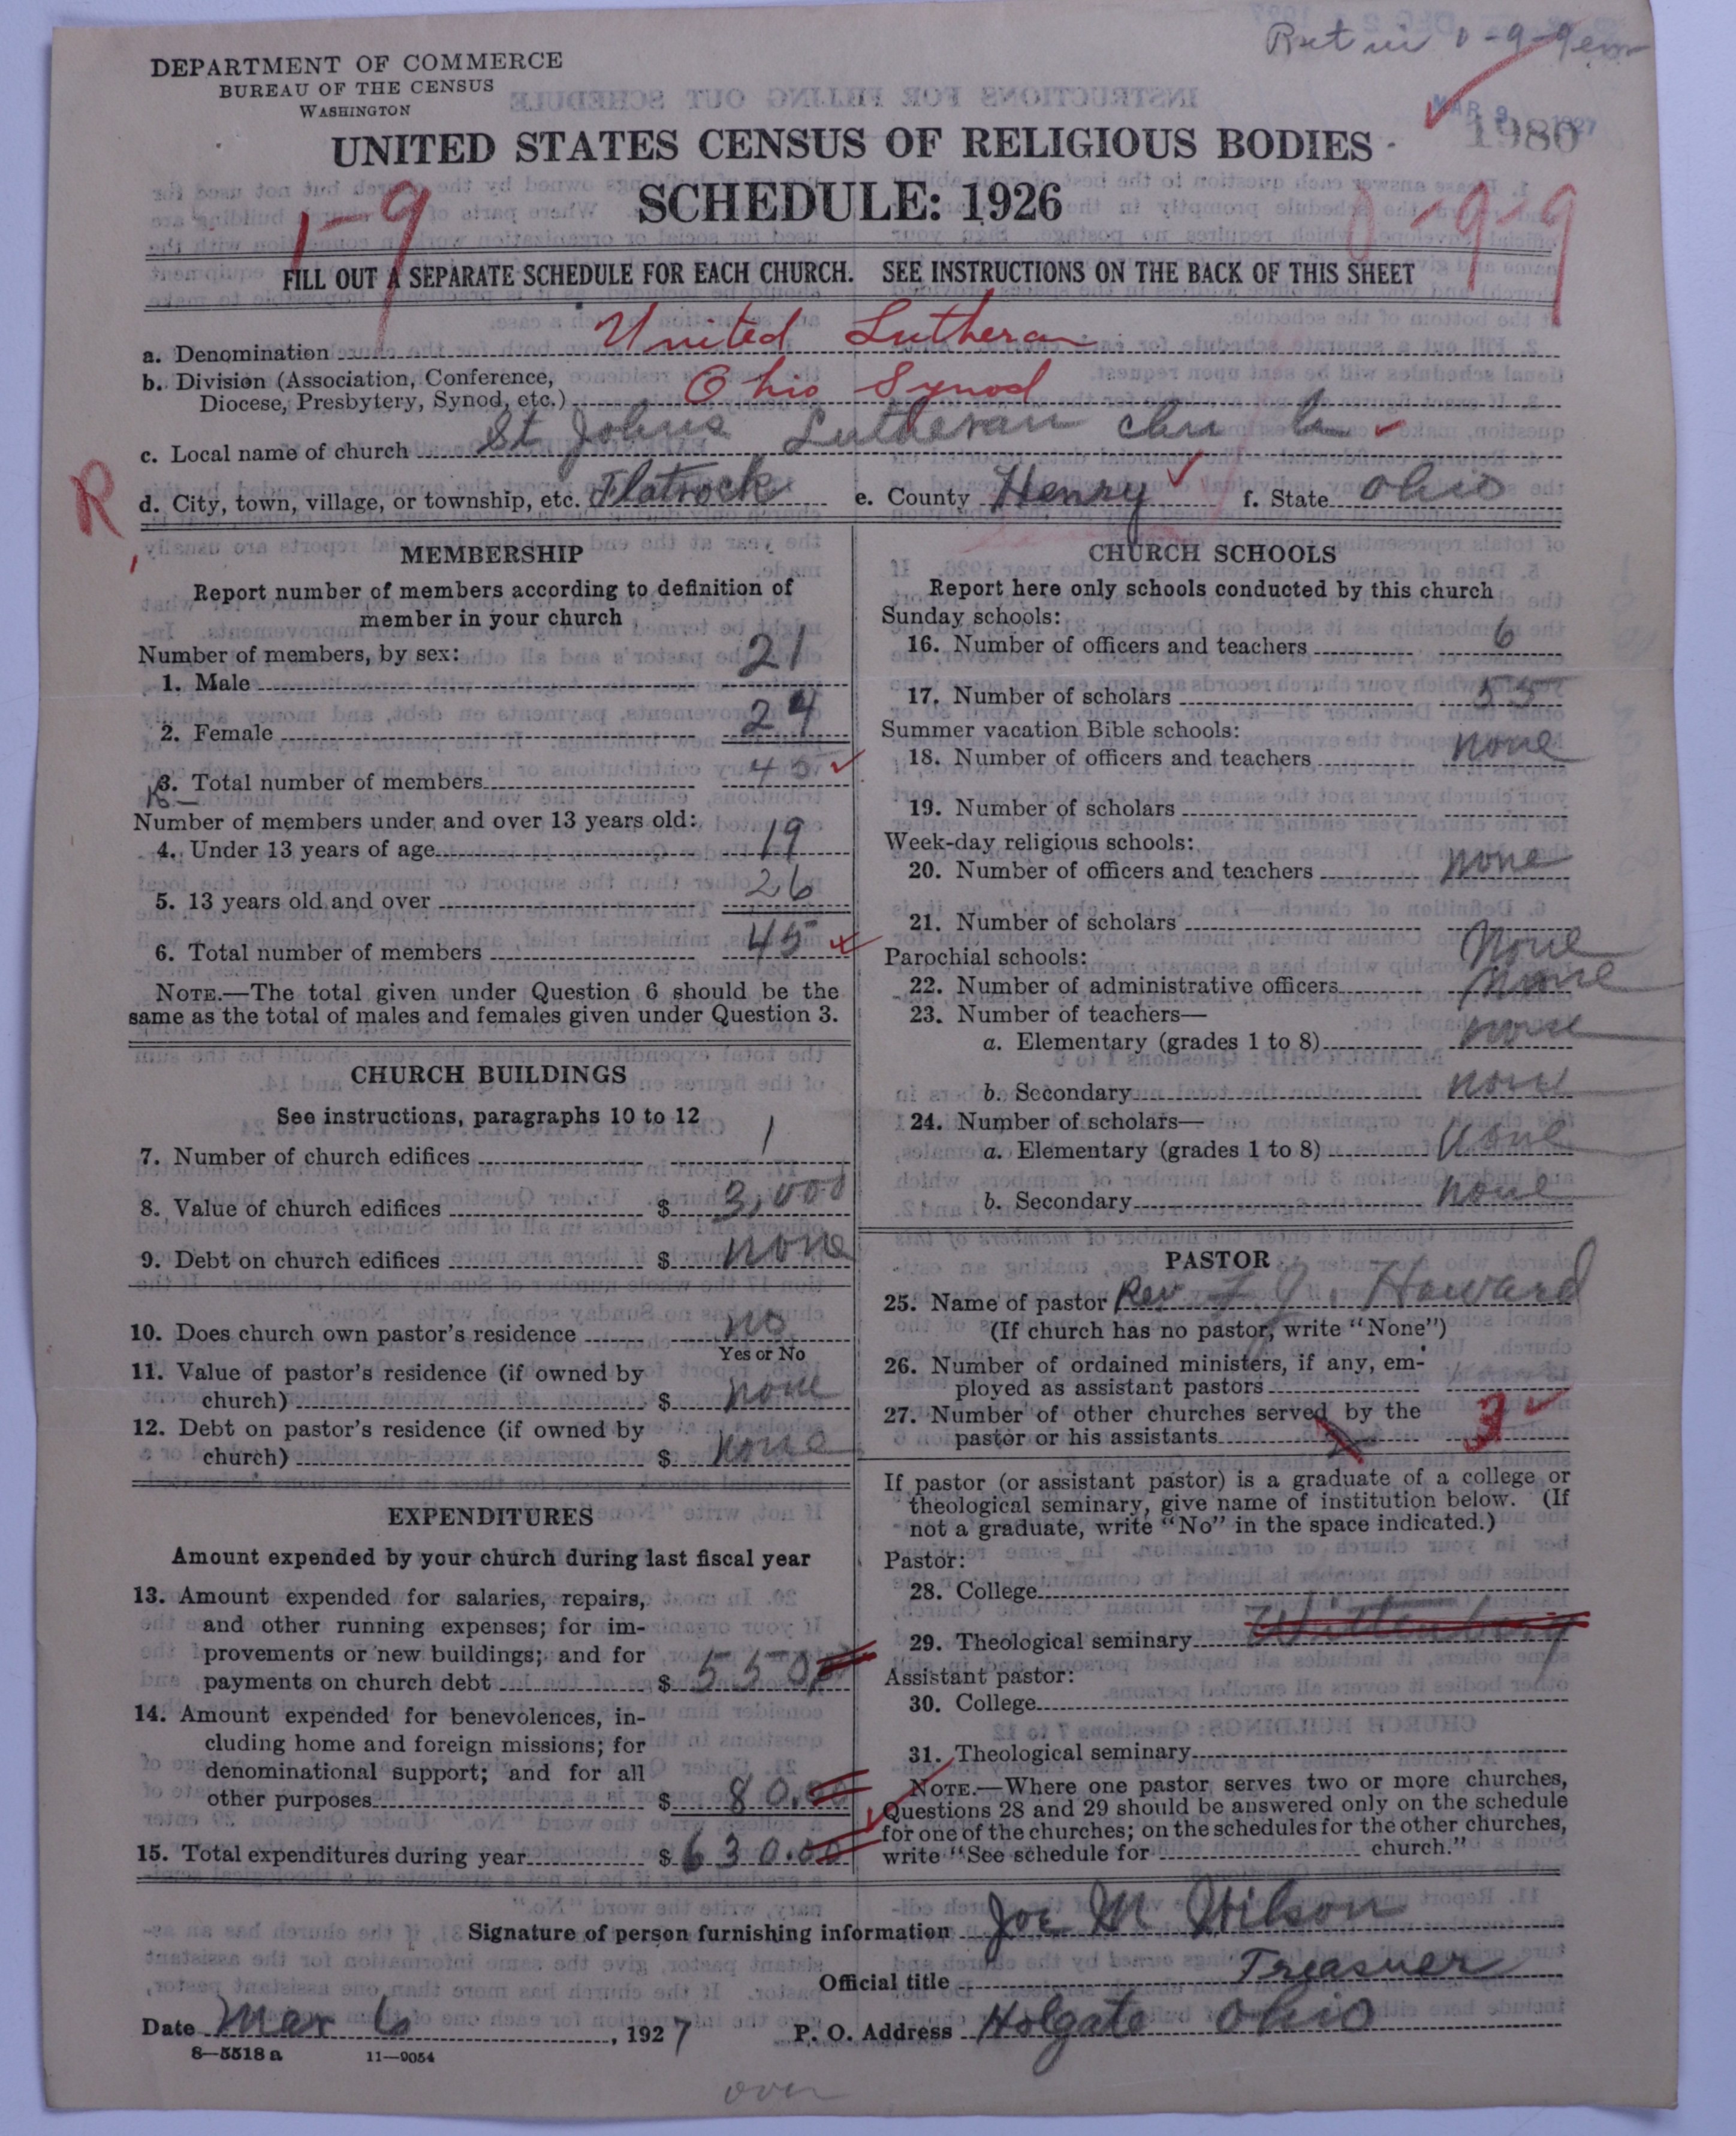 Ret in 1-9-9 em
DEPARTMENT OF COMMERCE
BUREAU OF THE CENSUS
WASHINGTON
MAR 9 1927
1980
UNITED STATES CENSUS OF RELIGIOUS BODIES
SCHEDULE: 1926
1-9
0-9-9
FILL OUT A SEPARATE SCHEDULE FOR EACH CHURCH. SEE INSTRUCTIONS ON THE BACK OF THIS SHEET
a. Denomination United Lutheran
b. Division (Association, Conference,
Diocese, Presbytery, Synod, etc.) Ohio Synod
c. Local name of church St Johns Lutheran church
R
d. City, town, village, or township, etc. Flatrock e. County Henry f. State Ohio
MEMBERSHIP
Report number of members according to definition of
member in your church
Number of members, by sex:
1. Male 21
2. Female 24
3. Total number of members 45
Number of members under and over 13 years old:
4. Under 13 years of age 19
5. 13 years old and over 26
6. Total number of members 45
NOTE.—The total given under Question 6 should be the
same as the total of males and females given under Question 3.
CHURCH BUILDINGS
See instructions, paragraphs 10 to 12
7. Number of church edifices 1
8. Value of church edifices $ 3,000
9. Debt on church edifices $ none
10. Does church own pastor's residence no
Yes or No
11. Value of pastor's residence (if owned by
church) $ none
12. Debt on pastor's residence (if owned by
church) $ none
EXPENDITURES
Amount expended by your church during last fiscal year
13. Amount expended for salaries, repairs,
and other running expenses; for im-
provements or new buildings; and for
payments on church debt $ 550
14. Amount expended for benevolences, in-
cluding home and foreign missions; for
denominational support; and for all
other purposes $ 80.00
15. Total expenditures during year $ 630.00
CHURCH SCHOOLS
Report here only schools conducted by this church
Sunday schools:
16. Number of officers and teachers 6
17. Number of scholars 55
Summer vacation Bible schools:
18. Number of officers and teachers none
19. Number of scholars
Week-day religious schools:
20. Number of officers and teachers none
21. Number of scholars none
Parochial schools:
22. Number of administrative officers none
23. Number of teachers—
a. Elementary (grades 1 to 8) none
b. Secondary none
24. Number of scholars—
a. Elementary (grades 1 to 8) none
b. Secondary none
PASTOR
25. Name of pastor Rev F. J. Howard
(If church has no pastor, write "None")
26. Number of ordained ministers, if any, em-
ployed as assistant pastors
27. Number of other churches served by the
pastor or his assistants 3
If pastor (or assistant pastor) is a graduate of a college or
theological seminary, give name of institution below. (If
not a graduate, write "No" in the space indicated.)
Pastor:
28. College
29. Theological seminary Wittenberg
Assistant pastor:
30. College
31. Theological seminary
NOTE.—Where one pastor serves two or more churches,
Questions 28 and 29 should be answered only on the schedule
for one of the churches; on the schedules for the other churches,
write "See schedule for church."
Signature of person furnishing information Joe M Wilson
Official title Treasuer
Date Mar 6, 1927 P. O. Address Holgate Ohio
8—5518 a 11—9054
over